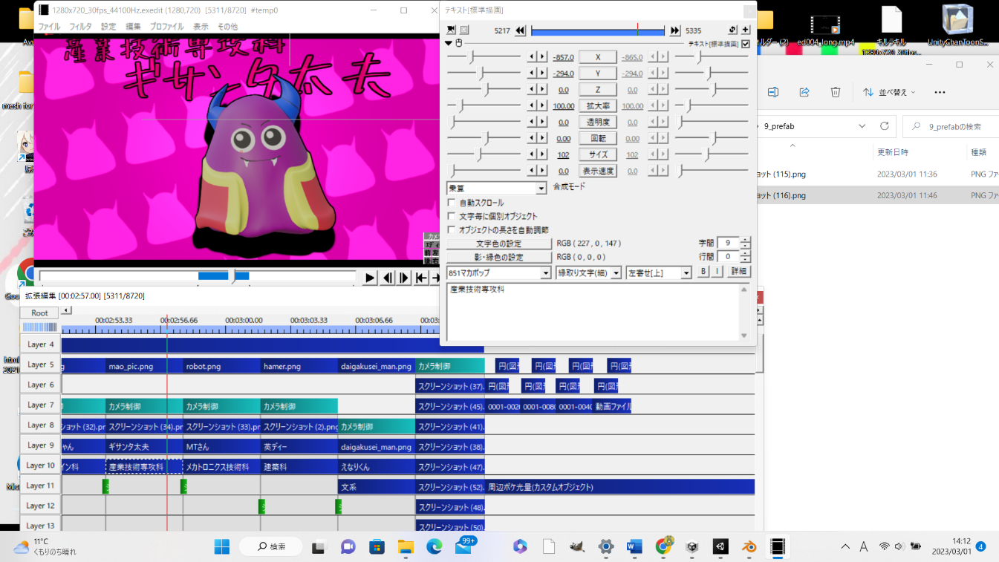 1280x720_30fps_44100Hz.exedit (1280,720)  [5311/8720]  #temp0
ファイル フィルタ 設定 編集 プロファイル 表示 その他
産業技術専攻科
ギサンタ太夫
テキスト[標準描画]
5217 5335
テキスト[標準描画]
-857.0 X -865.0
-294.0 Y -294.0
0.0 Z 0.0
100.00 拡大率 100.00
0.0 透明度 0.0
0.00 回転 0.00
102 サイズ 102
0.0 表示速度 0.0
乗算 合成モード
自動スクロール
文字毎に個別オブジェクト
オブジェクトの長さを自動調節
文字色の設定 RGB ( 227 , 0 , 147 ) 字間 9
影・縁色の設定 RGB ( 0 , 0 , 0 ) 行間 0
851マカポップ 縁取り文字(細) 左寄せ[上] B I 詳細
産業技術専攻科
ed004_long.mp4
キルラキル
1280x720_30fps...
UnityChanToonS...
並べ替え
9_prefab 9_prefabの検索
更新日時 種類
ショット (115).png 2023/03/01 11:36 PNG ファ
ショット (116).png 2023/03/01 11:46 PNG ファ
拡張編集 [00:02:57.00] [5311/8720]
Root
00:02:53.33 00:02:56.66 00:03:00.00 00:03:03.33 00:03:06.66
Layer 4
Layer 5 mao_pic.png robot.png hamer.png daigakusei_man.png カメラ制御 円(図形 円(図形 円(図形 円(図形
Layer 6 スクリーンショット (37). 円(図形 円(図形 円(図形 円(図形
Layer 7 カメラ制御 カメラ制御 カメラ制御 スクリーンショット (45). 0001-0020 0001-0080 0001-0040 動画ファイル
Layer 8 ショット (32).pr スクリーンショット (34).pr スクリーンショット (33).pr スクリーンショット (2).png カメラ制御 スクリーンショット (41).
Layer 9 ゃん ギサンタ太夫 MTさん 英ディー daigakusei_man.png スクリーンショット (38).
Layer 10 イン科 産業技術専攻科 メカトロニクス技術科 建築科 えなりくん スクリーンショット (47).
Layer 11 文系 スクリーンショット (52). 周辺ボケ光量(カスタムオブジェクト)
Layer 12 スクリーンショット (48).
Layer 13 スクリーンショット (50).
11°C
くもりのち晴れ
検索
99+
A
14:12
2023/03/01
4